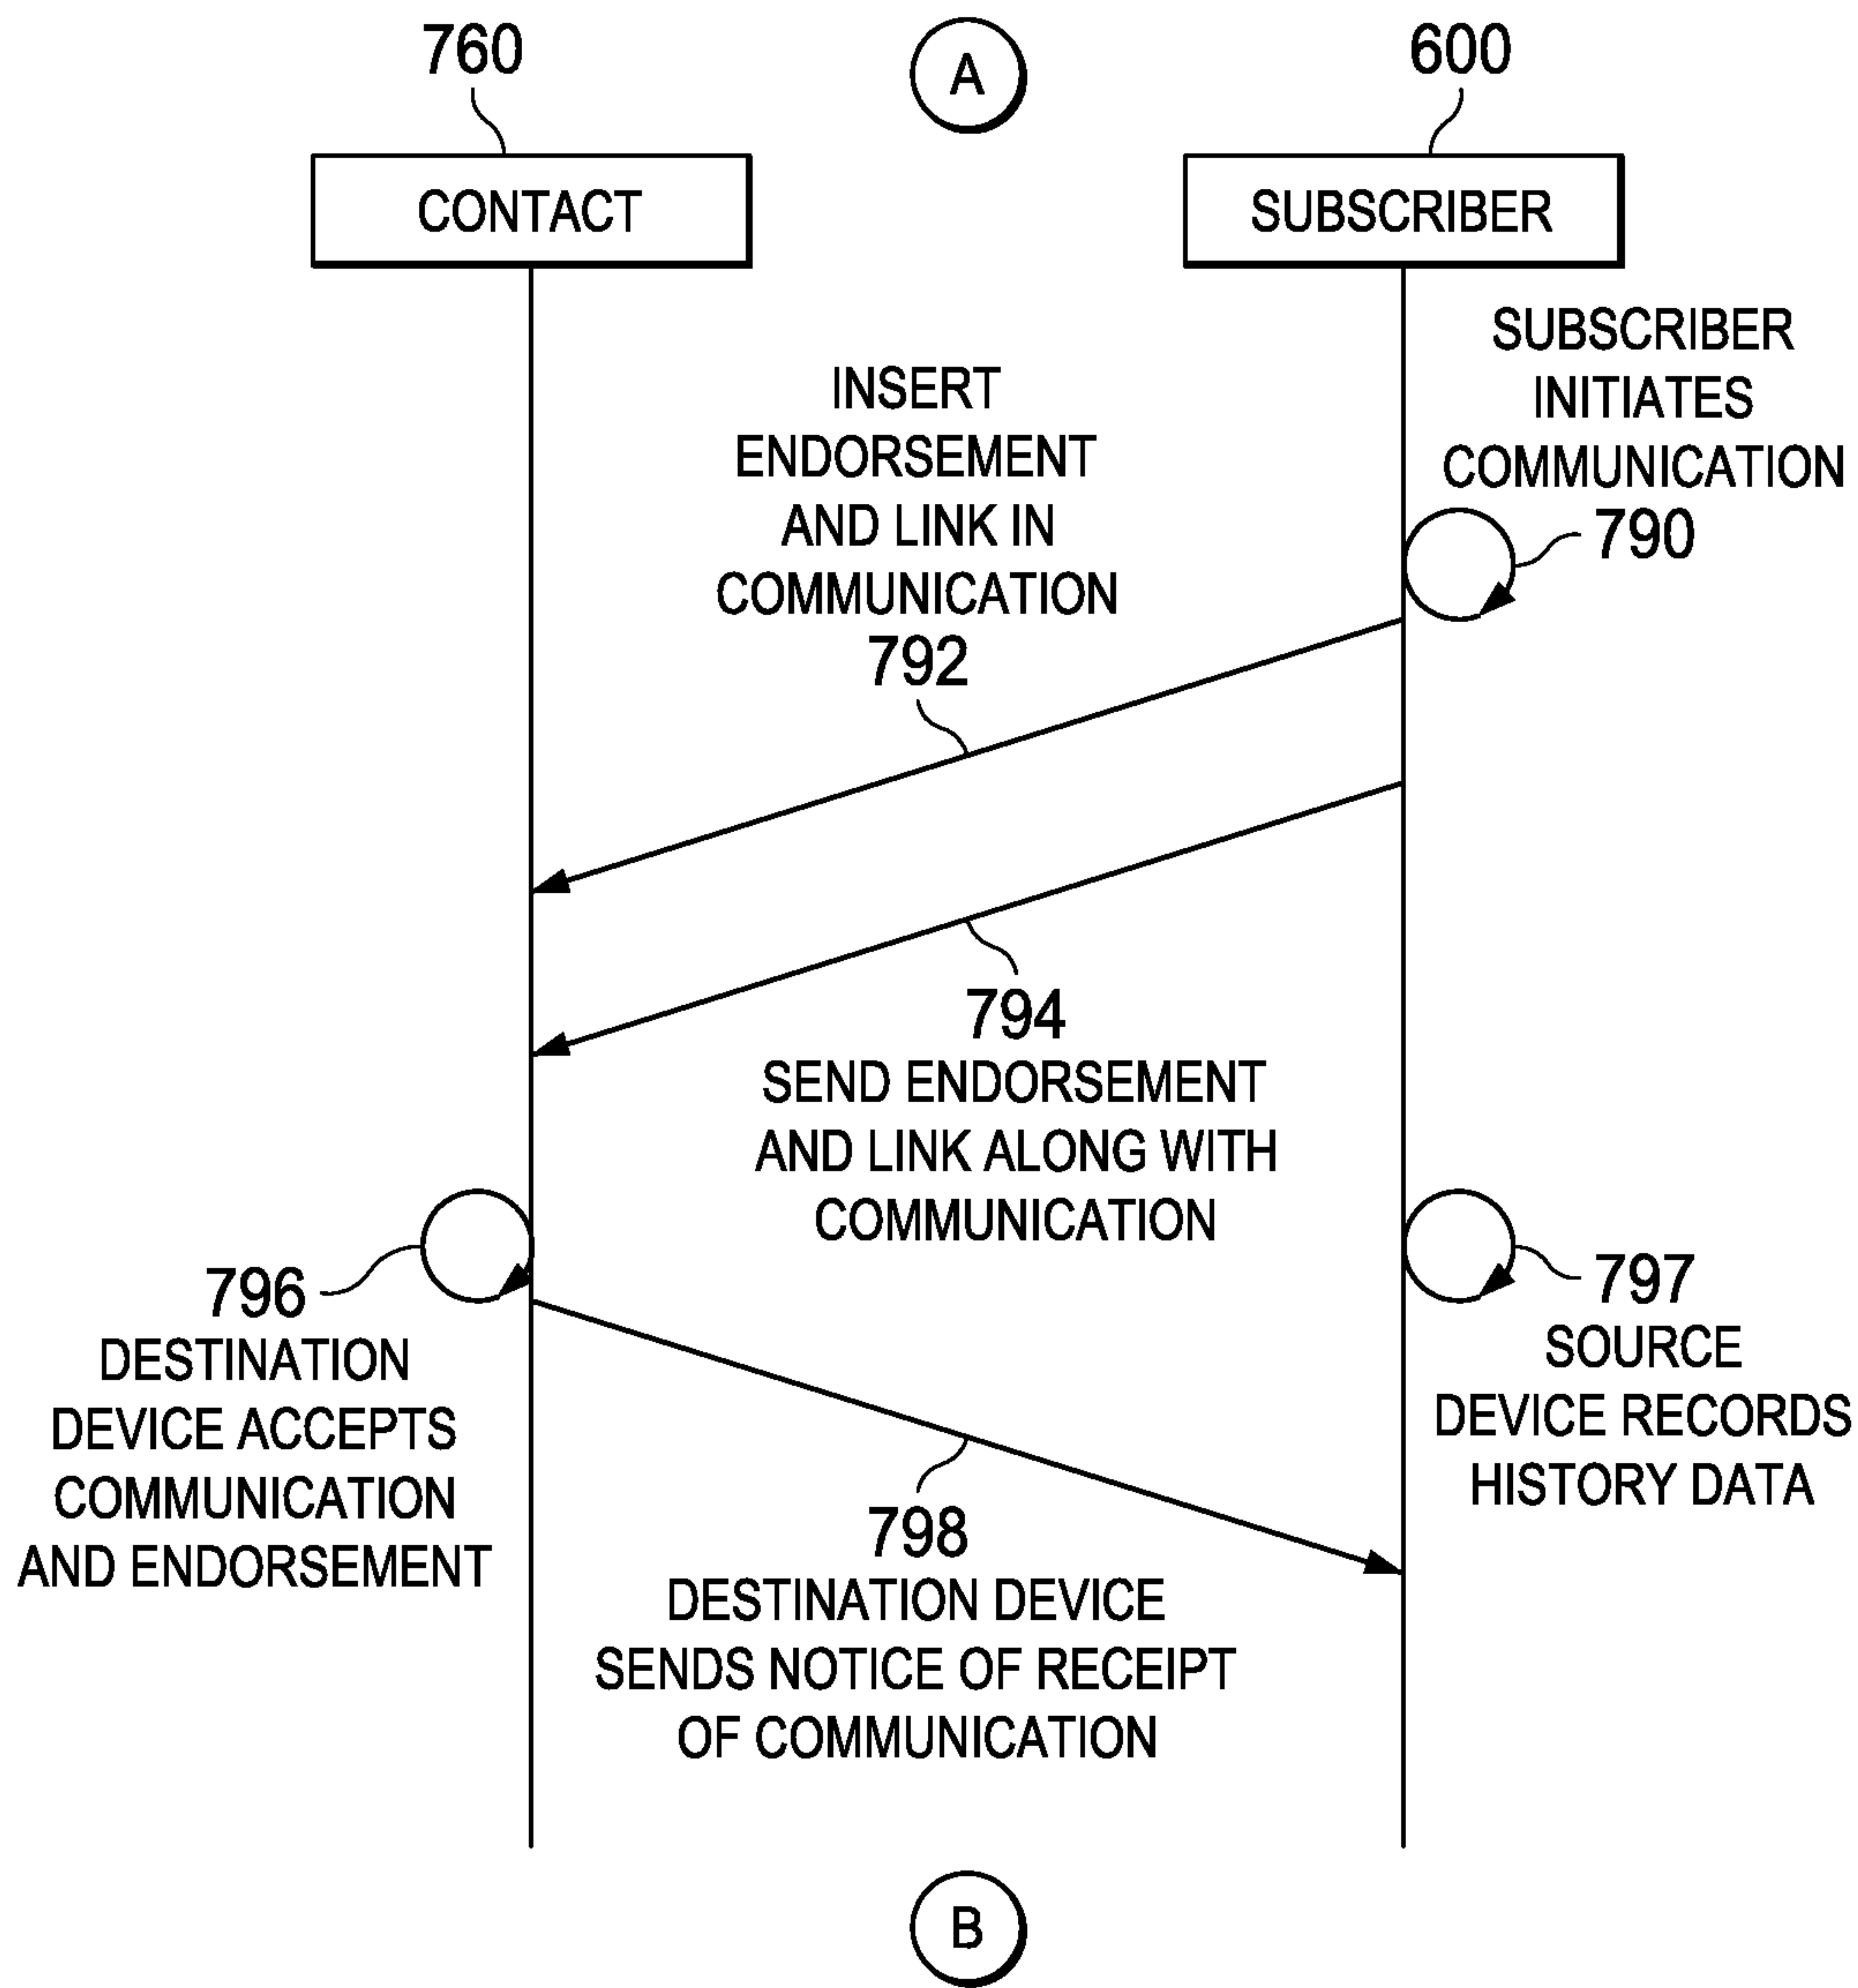 760
A
600
CONTACT
SUBSCRIBER
SUBSCRIBER
INITIATES
COMMUNICATION
790
INSERT
ENDORSEMENT
AND LINK IN
COMMUNICATION
792
794
SEND ENDORSEMENT
AND LINK ALONG WITH
COMMUNICATION
796
DESTINATION
DEVICE ACCEPTS
COMMUNICATION
AND ENDORSEMENT
797
SOURCE
DEVICE RECORDS
HISTORY DATA
798
DESTINATION DEVICE
SENDS NOTICE OF RECEIPT
OF COMMUNICATION
B